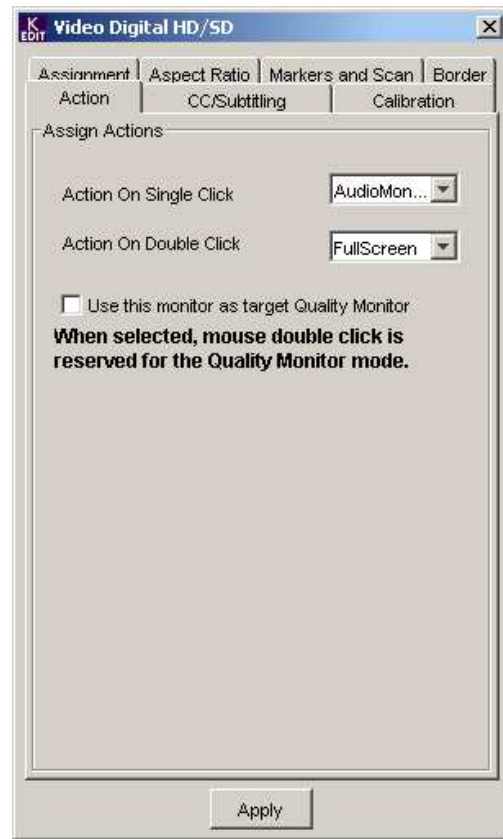 K EDIT Video Digital HD/SD
Assignment Aspect Ratio Markers and Scan Border
Action CC/Subtitling Calibration
Assign Actions
Action On Single Click AudioMon...
Action On Double Click FullScreen
Use this monitor as target Quality Monitor
When selected, mouse double click is
reserved for the Quality Monitor mode.
Apply